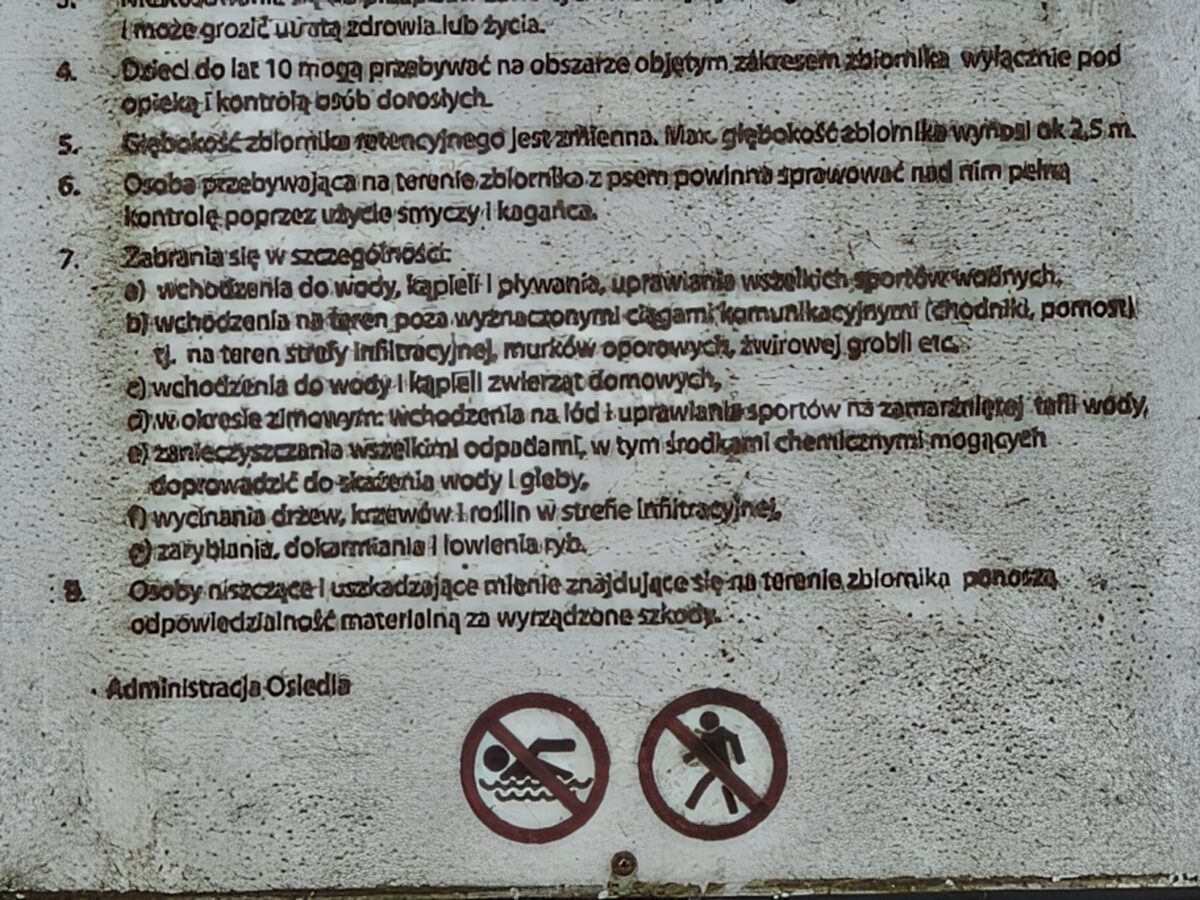 i może grozić utratą zdrowia lub życia.
4. Dzieci do lat 10 mogą przebywać na obszarze objętym zakresem zbiornika wyłącznie pod
opieką i kontrolą osób dorosłych.
5. Głębokość zbiornika retencyjnego jest zmienna. Max. głębokość zbiornika wynosi ok 2,5 m.
6. Osoba przebywająca na terenie zbiornika z psem powinna sprawować nad nim pełną
kontrolę poprzez użycie smyczy i kagańca.
7. Zabrania się w szczególności:
a) wchodzenia do wody, kąpieli i pływania, uprawiania wszelkich sportów wodnych,
b) wchodzenia na teren poza wyznaczonymi ciągami komunikacyjnymi (chodniki, pomost)
tj. na teren strefy infiltracyjnej, murków oporowych, żwirowej grobli etc,
c) wchodzenia do wody i kąpieli zwierząt domowych,
d) w okresie zimowym: wchodzenia na lód i uprawiania sportów na zamarzniętej tafli wody,
e) zanieczyszczania wszelkimi odpadami, w tym środkami chemicznymi mogących
doprowadzić do skażenia wody i gleby,
f) wycinania drzew, krzewów i roślin w strefie infiltracyjnej,
g) zarybiania, dokarmiania i łowienia ryb.
8. Osoby niszczące i uszkadzające mienie znajdujące się na terenie zbiornika ponoszą
odpowiedzialność materialną za wyrządzone szkody.
Administracja Osiedla